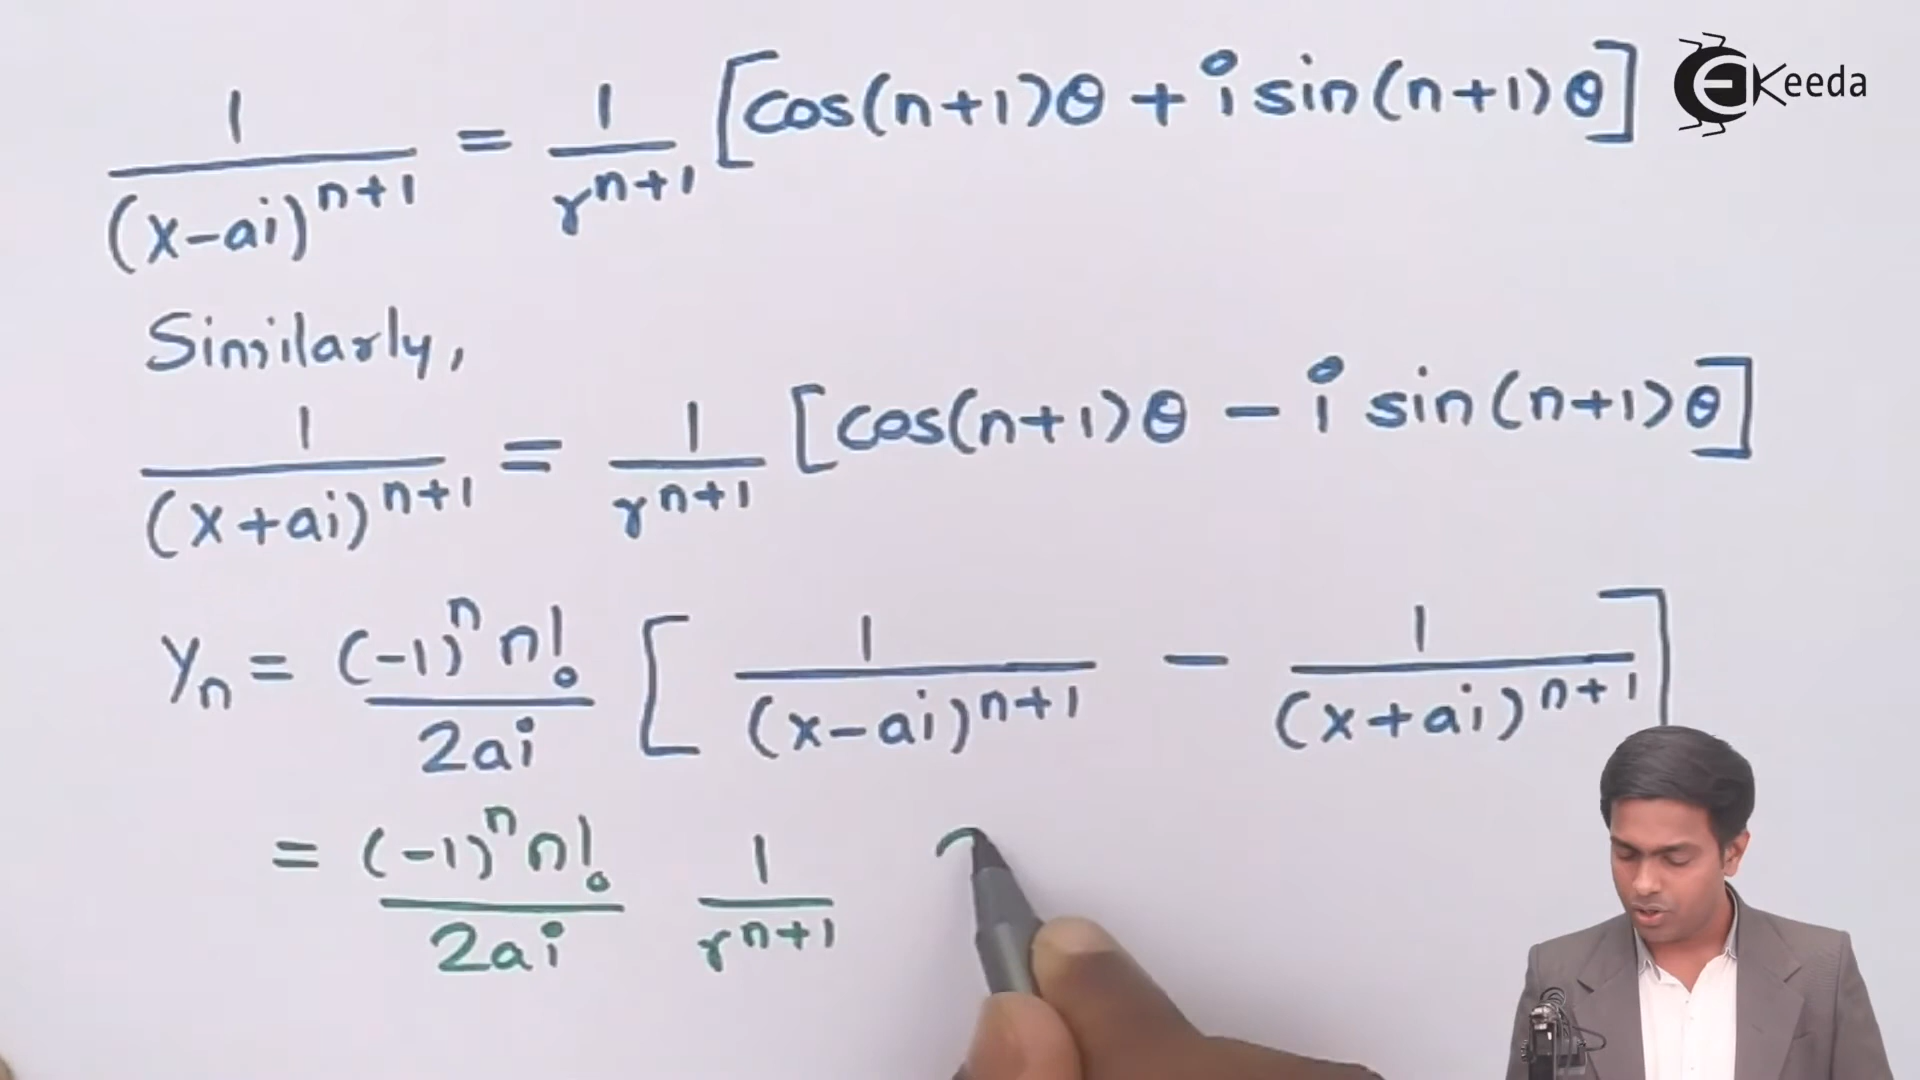 EKeeda
1/(x-ai)^(n+1) = 1/r^(n+1) [cos(n+1)θ + i sin(n+1)θ]
Similarly,
1/(x+ai)^(n+1) = 1/r^(n+1) [cos(n+1)θ - i sin(n+1)θ]
yn = (-1)^n n!/2ai [1/(x-ai)^(n+1) - 1/(x+ai)^(n+1)]
= (-1)^n n!/2ai 1/r^(n+1)